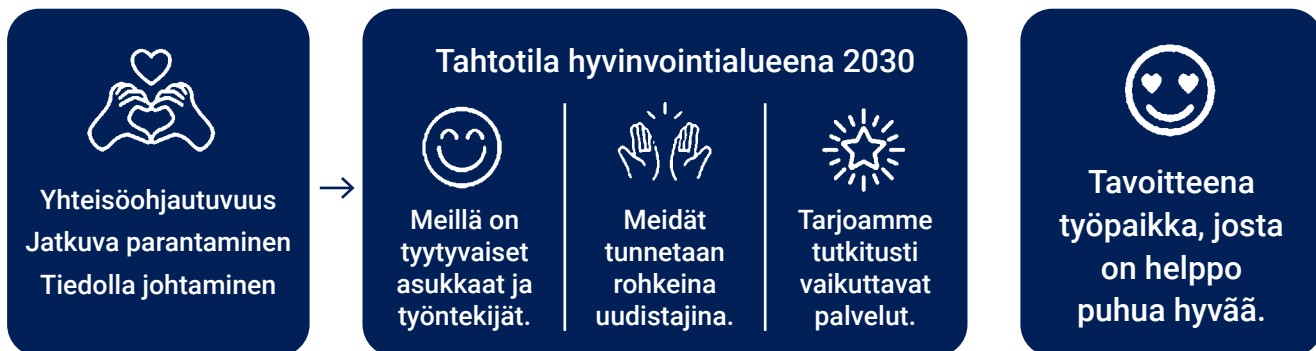 Yhteisöohjautuvuus
Jatkuva parantaminen
Tiedolla johtaminen
Tahtotila hyvinvointialueena 2030
Meillä on
tyytyvaiset
asukkaat ja
työntekijät.
Meidät
tunnetaan
rohkeina
uudistajina.
Tarjoamme
tutkitusti
vaikuttavat
palvelut.
Tavoitteena
työpaikka, josta
on helppo
puhua hyvãã.